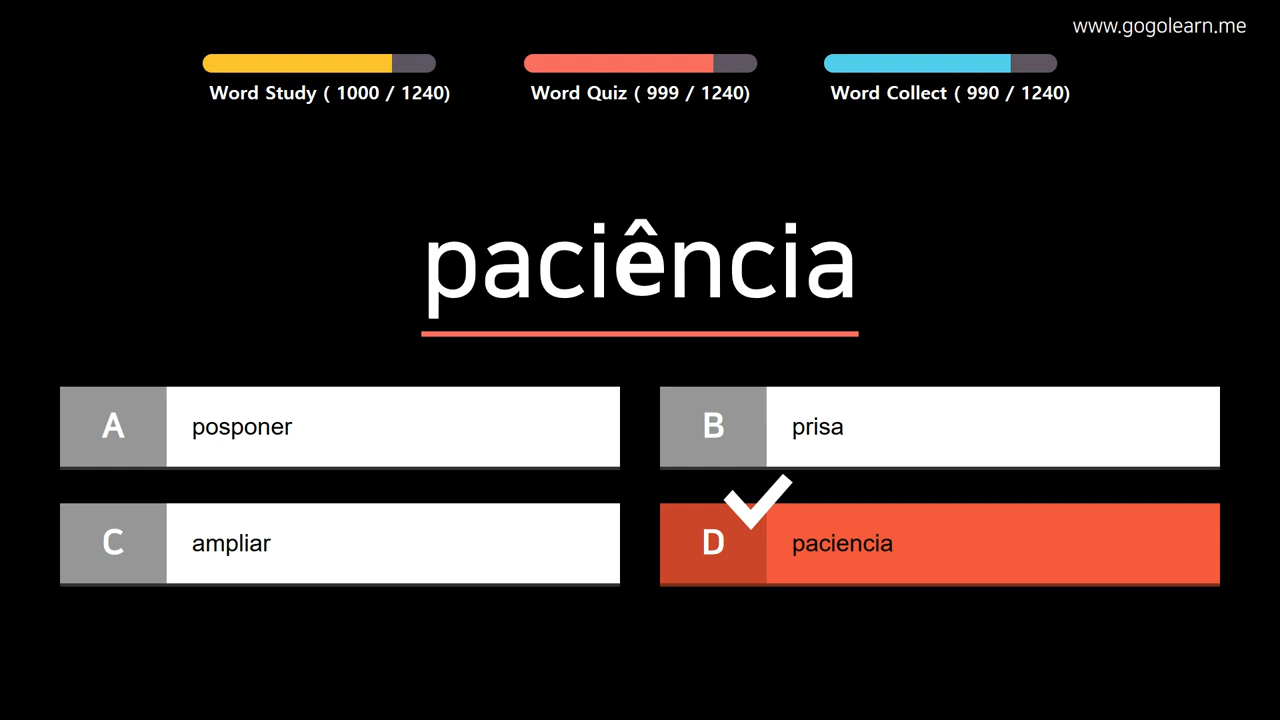 www.gogolearn.me
Word Study ( 1000 / 1240)
Word Quiz ( 999 / 1240)
Word Collect ( 990 / 1240)
paciência
A posponer
B prisa
C ampliar
D paciencia